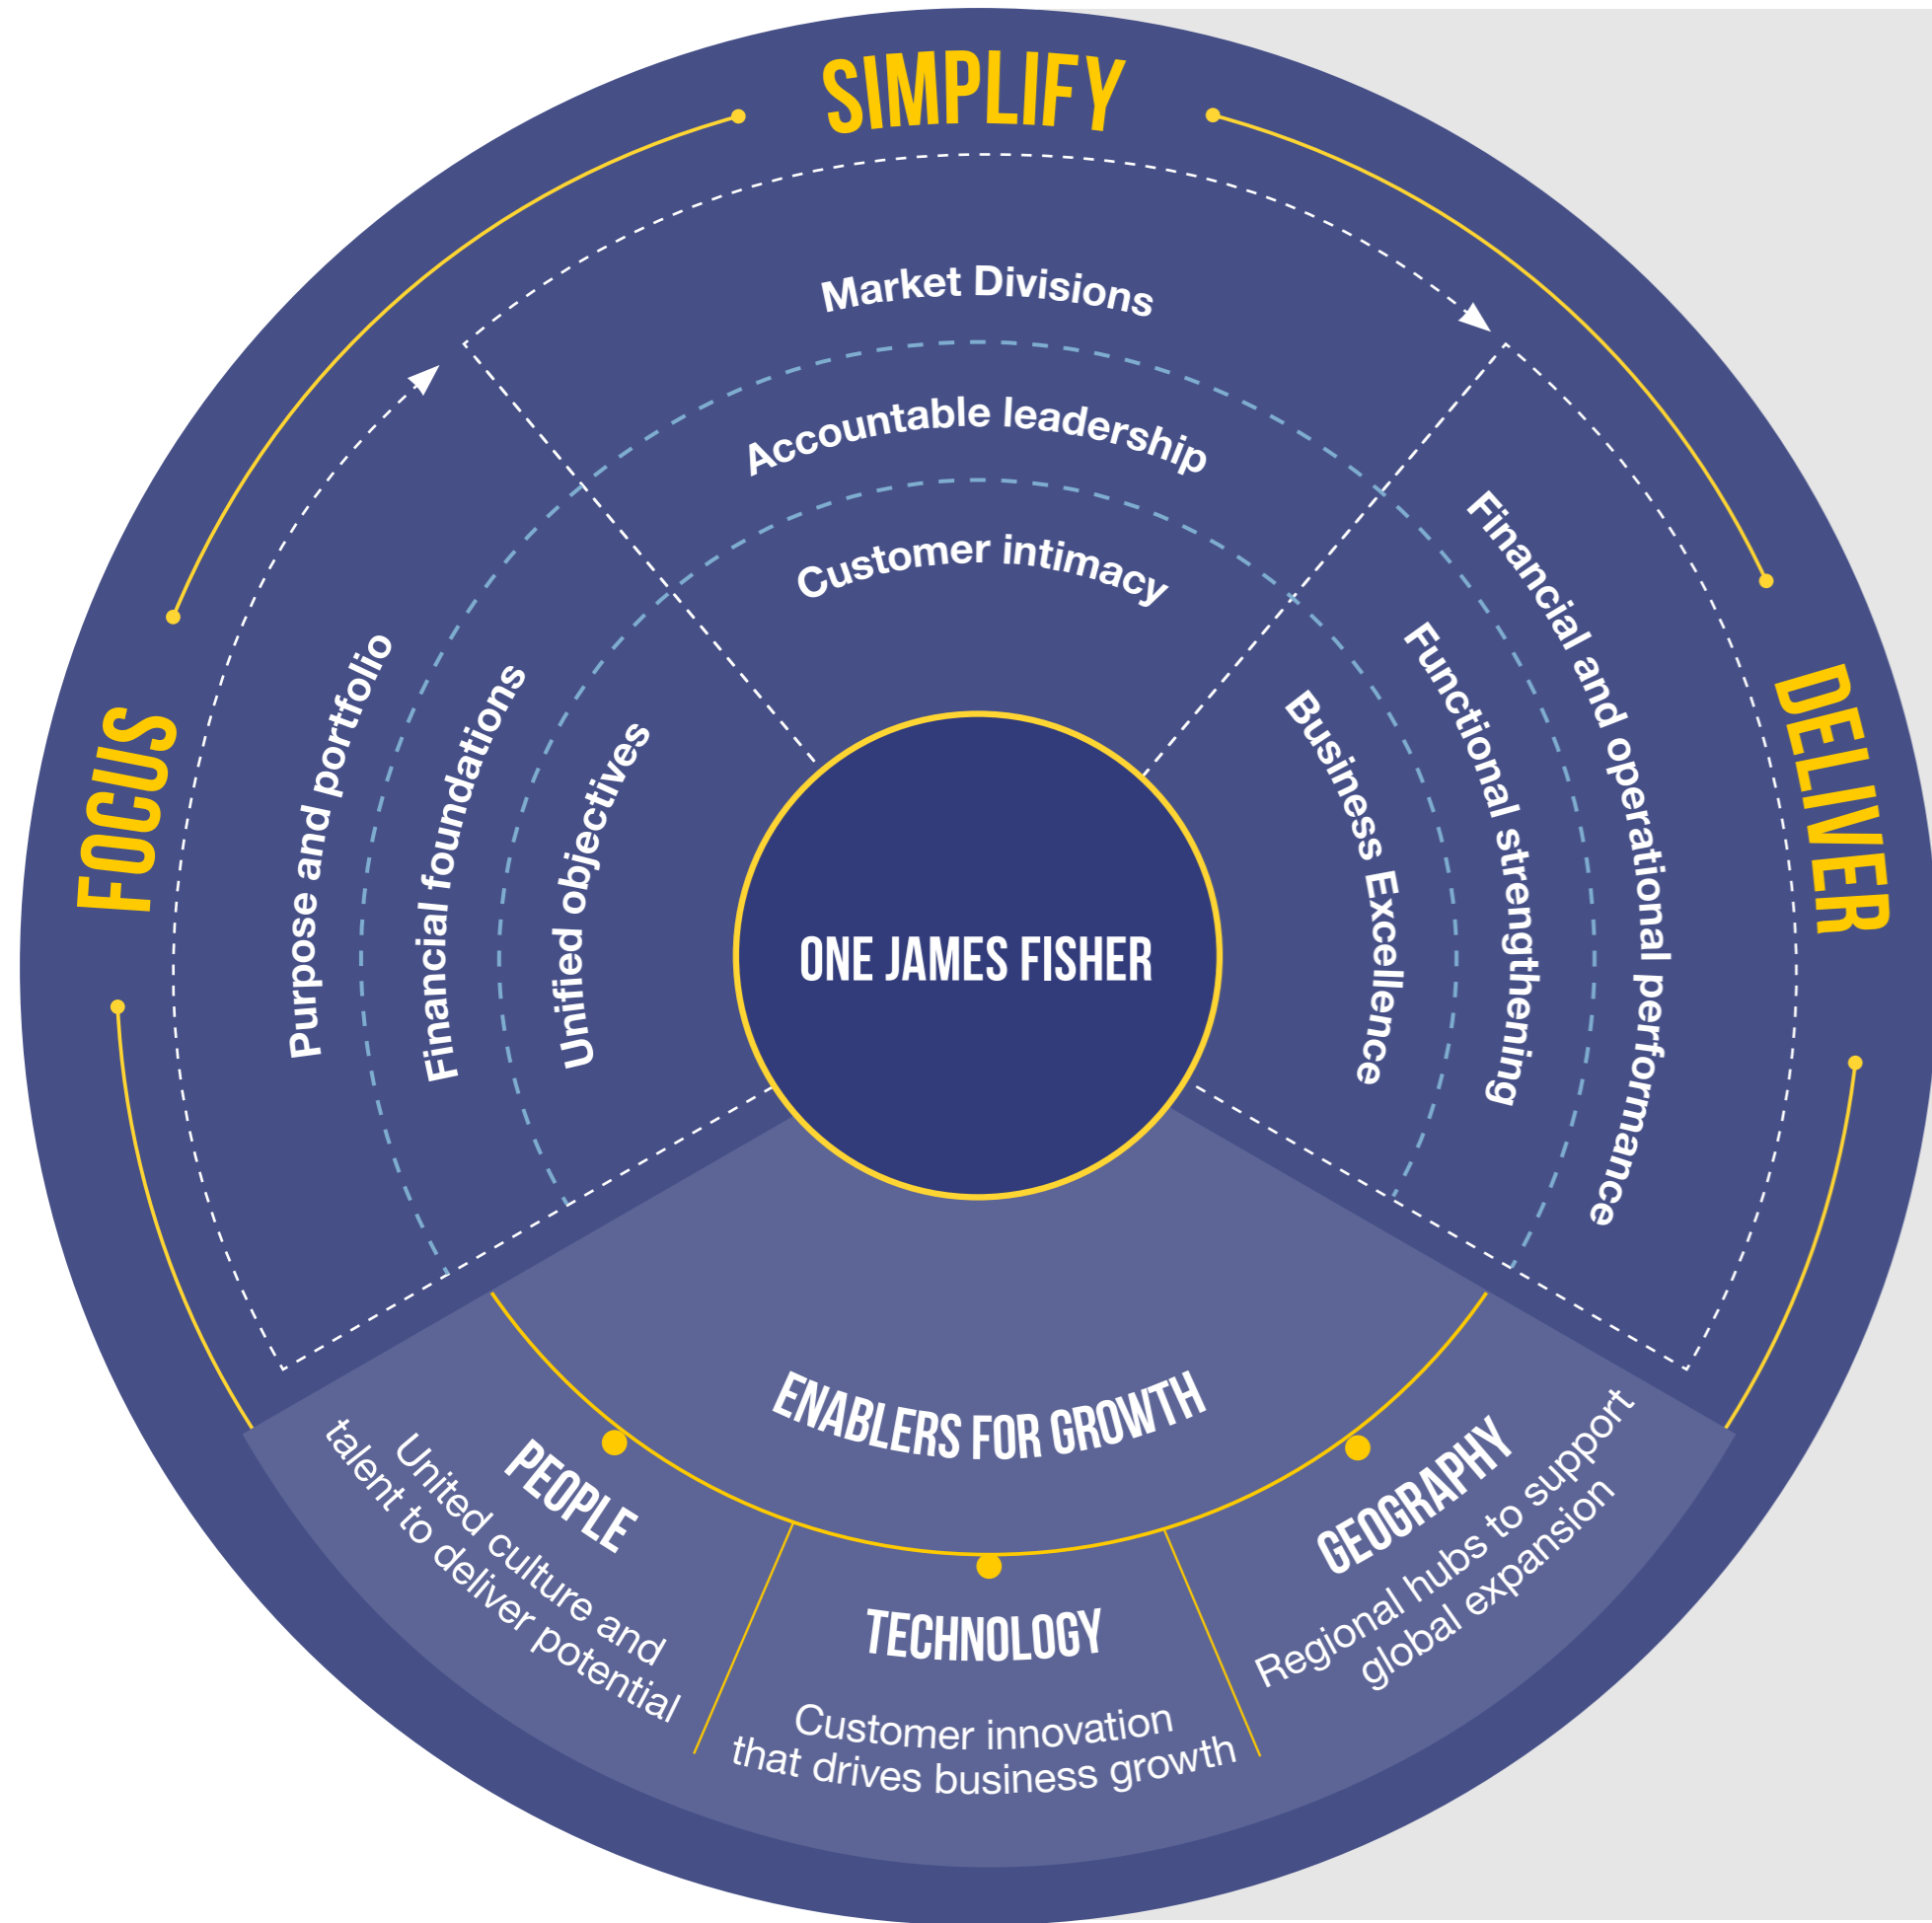 SIMPLIFY
Market Divisions
Accountable leadership
Customer intimacy
FOCUS
Purpose and portfolio
Financial foundations
Unified objectives
DELIVER
Financial and operational performance
Functional strengthening
Business Excellence
ONE JAMES FISHER
ENABLERS FOR GROWTH
PEOPLE
United culture and
talent to deliver potential
TECHNOLOGY
Customer innovation
that drives business growth
GEOGRAPHY
Regional hubs to support
global expansion